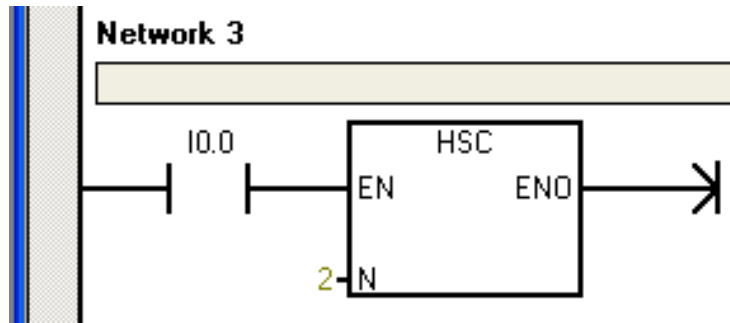 Network 3
I0.0
HSC
EN ENO
2 N